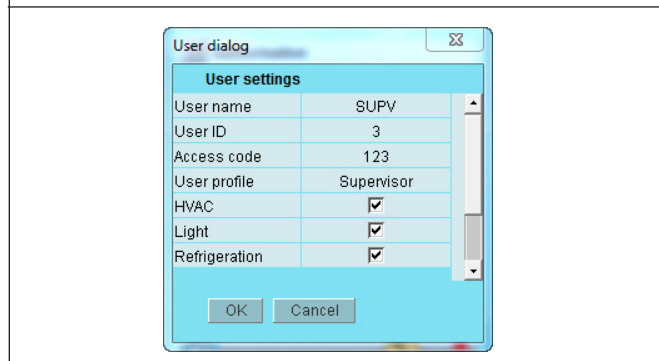 User dialog
User settings
User name SUPV
User ID 3
Access code 123
User profile Supervisor
HVAC
Light
Refrigeration
OK Cancel